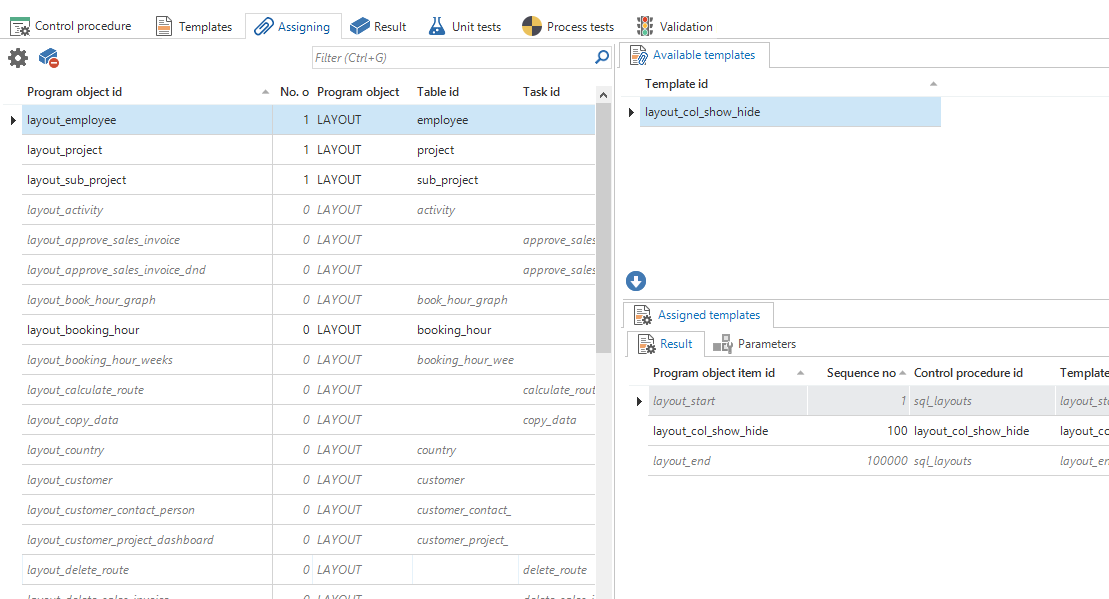 Control procedure Templates Assigning Result Unit tests Process tests Validation
Filter (Ctrl+G)
Program object id No. o Program object Table id Task id
layout_employee 1 LAYOUT employee
layout_project 1 LAYOUT project
layout_sub_project 1 LAYOUT sub_project
layout_activity 0 LAYOUT activity
layout_approve_sales_invoice 0 LAYOUT approve_sales
layout_approve_sales_invoice_dnd 0 LAYOUT approve_sales
layout_book_hour_graph 0 LAYOUT book_hour_graph
layout_booking_hour 0 LAYOUT booking_hour
layout_booking_hour_weeks 0 LAYOUT booking_hour_wee
layout_calculate_route 0 LAYOUT calculate_rout
layout_copy_data 0 LAYOUT copy_data
layout_country 0 LAYOUT country
layout_customer 0 LAYOUT customer
layout_customer_contact_person 0 LAYOUT customer_contact_
layout_customer_project_dashboard 0 LAYOUT customer_project_
layout_delete_route 0 LAYOUT delete_route
layout_delete_sales_invoice 0 LAYOUT delete_sales_i
Available templates
Template id
layout_col_show_hide
Assigned templates
Result Parameters
Program object item id Sequence no Control procedure id Template
layout_start 1 sql_layouts layout_sta
layout_col_show_hide 100 layout_col_show_hide layout_co
layout_end 100000 sql_layouts layout_en